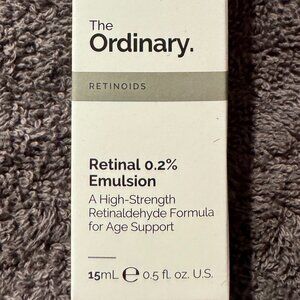 The
Ordinary.
RETINOIDS
Retinal 0.2%
Emulsion
A High-Strength
Retinaldehyde Formula
for Age Support
15mL ℮ 0.5 fl. oz. U.S.